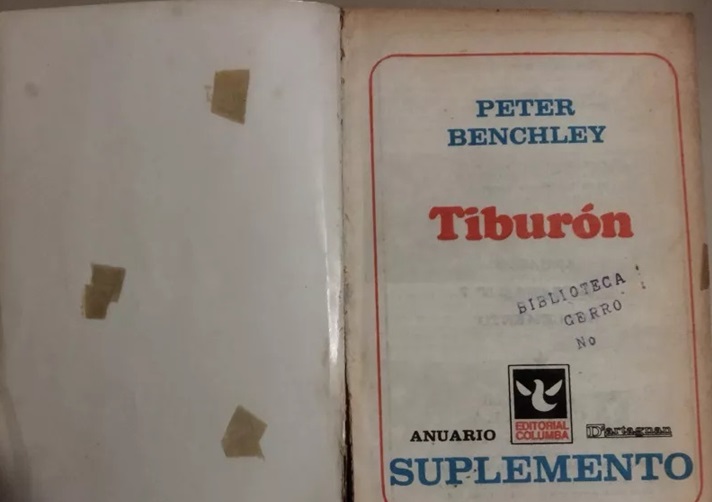 PETER
BENCHLEY
Tiburón
BIBLIOTECA
CERRO
No
EDITORIAL
COLUMBA
ANUARIO
D'artagnan
SUPLEMENTO